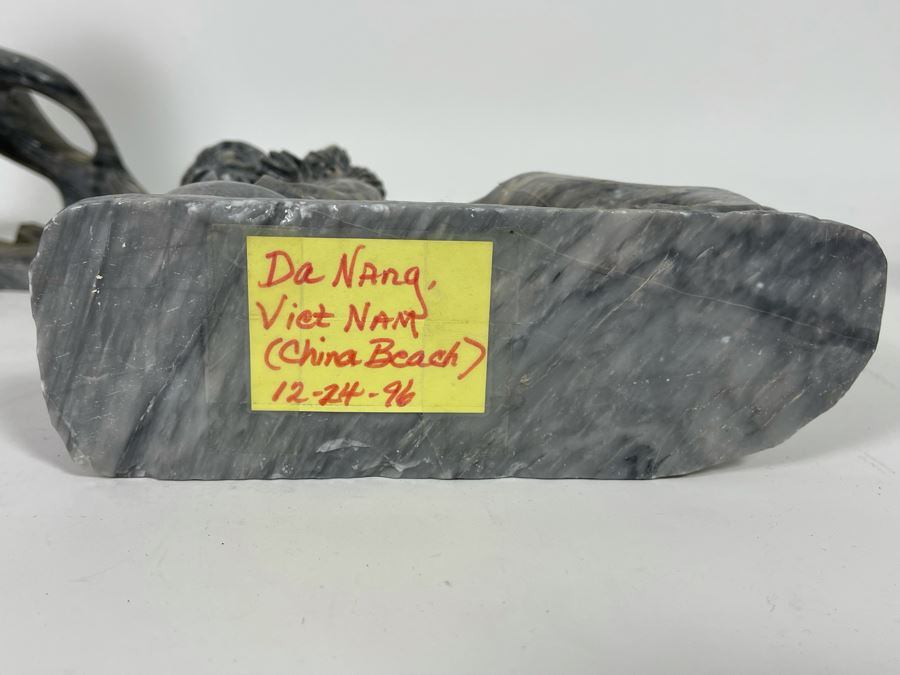 Da NAng,
Viet NAM
(China Beach)
12-24-96